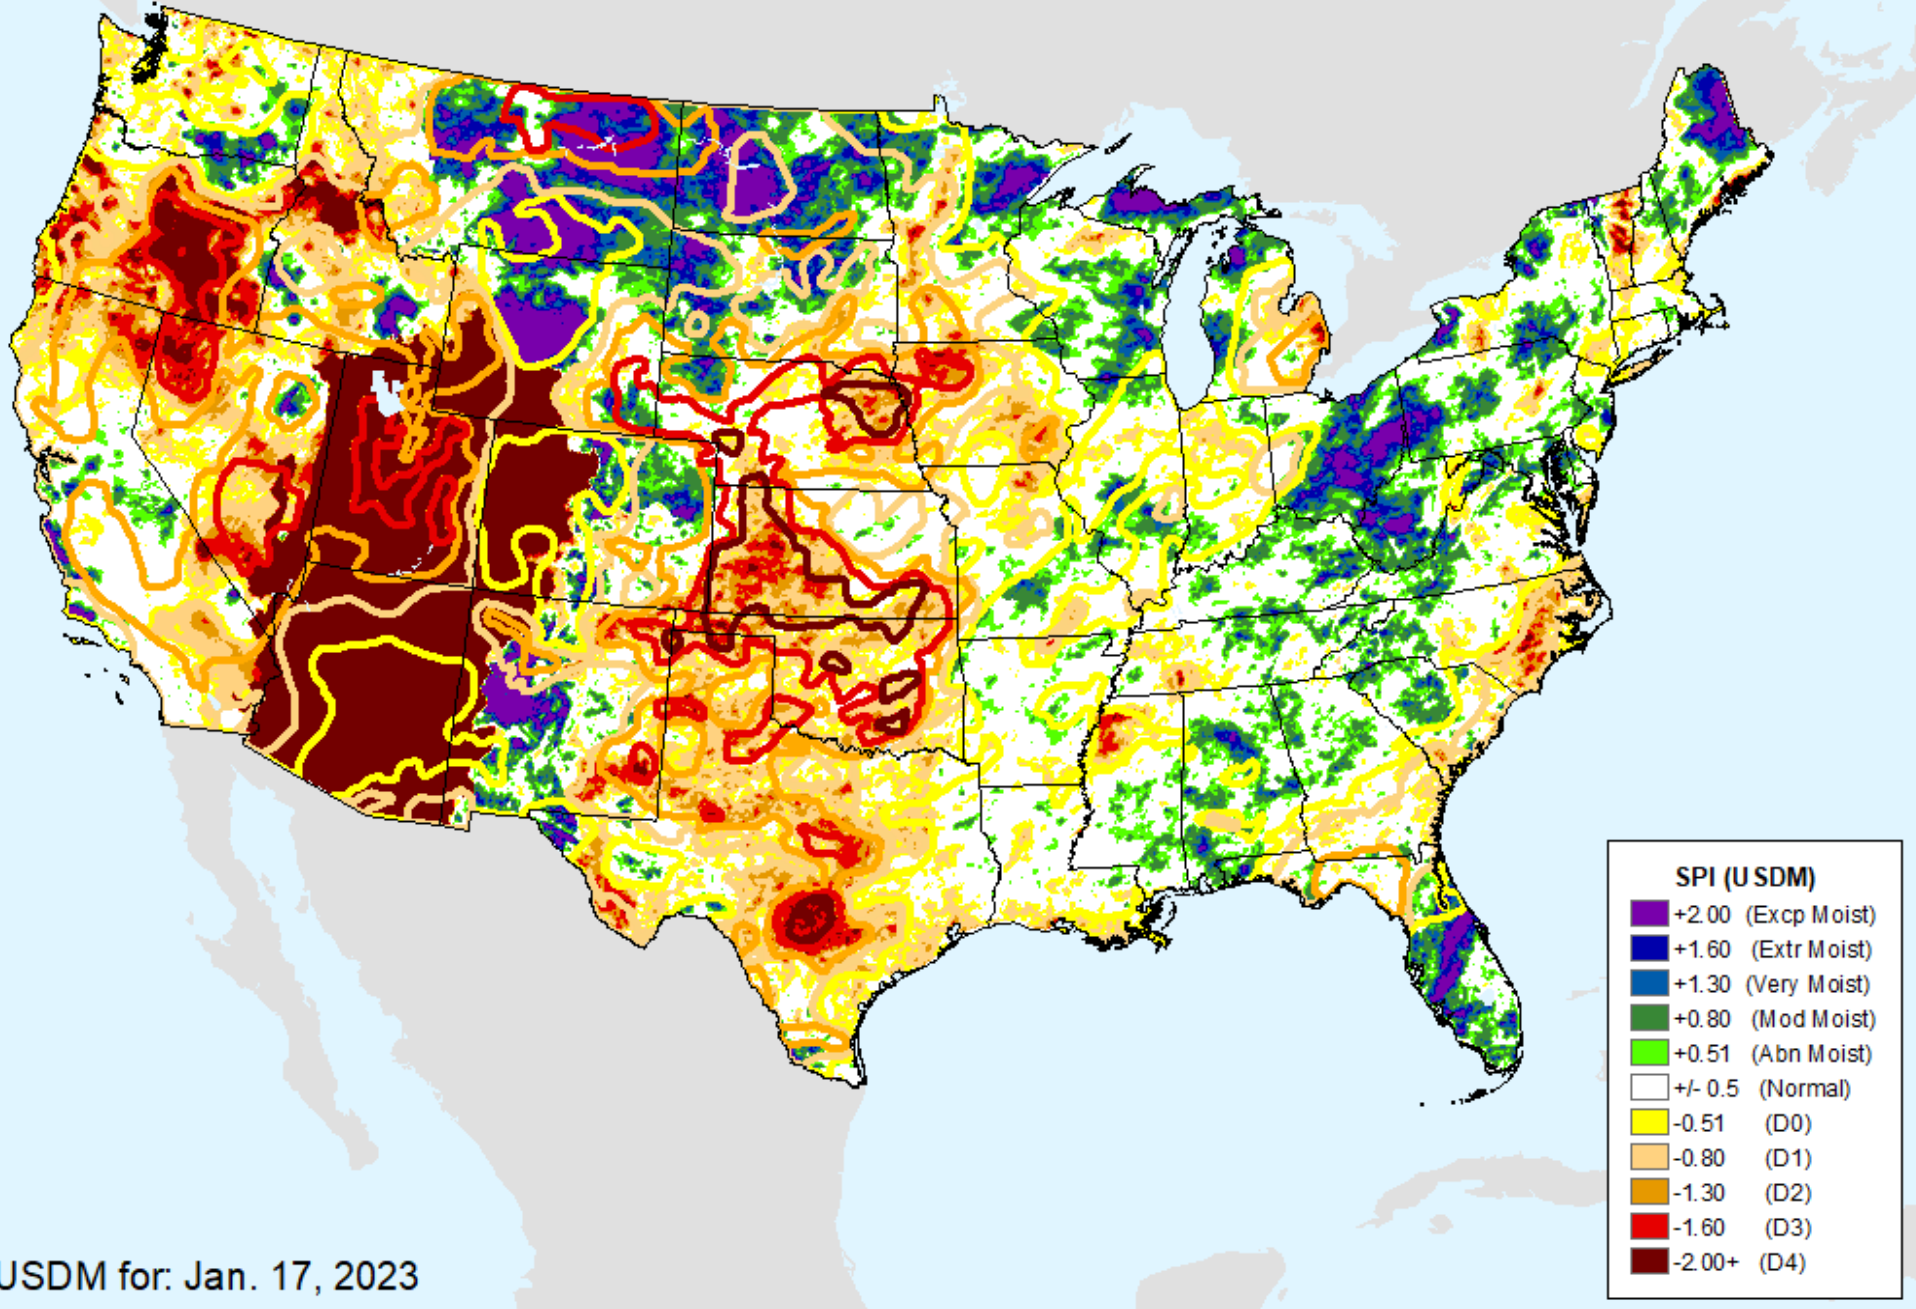 SPI (USDM)
+2.00 (Excp Moist)
+1.60 (Extr Moist)
+1.30 (Very Moist)
+0.80 (Mod Moist)
+0.51 (Abn Moist)
+/- 0.5 (Normal)
-0.51 (D0)
-0.80 (D1)
-1.30 (D2)
-1.60 (D3)
-2.00+ (D4)
USDM for: Jan. 17, 2023